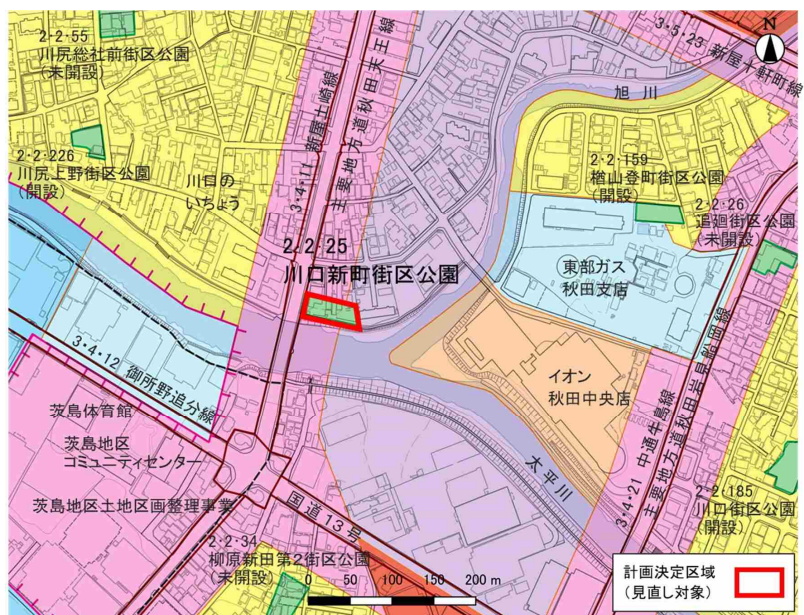 2・2・55
川尻総社前街区公園
(未開設)
2・2・226
川尻上野街区公園
(開設)
川口の
いちょう
3・4・11 新屋土崎線
主要地方道秋田天王線
3・5・23 新屋十軒町線
N
旭川
2・2・159
楢山登町街区公園
(開設)
2・2・26
追廻街区公園
(未開設)
2・2・25
川口新町街区公園
東部ガス
秋田支店
イオン
秋田中央店
3・4・12 御所野追分線
茨島体育館
茨島地区
コミュニティセンター
茨島地区土地区画整理事業
国道13号
太平川
3・4・21 中通牛島線
主要地方道秋田岩見船岡線
2・2・185
川口街区公園
(開設)
2・2・34
柳原新田第2街区公園
(未開設)
0 50 100 150 200 m
計画決定区域
(見直し対象)